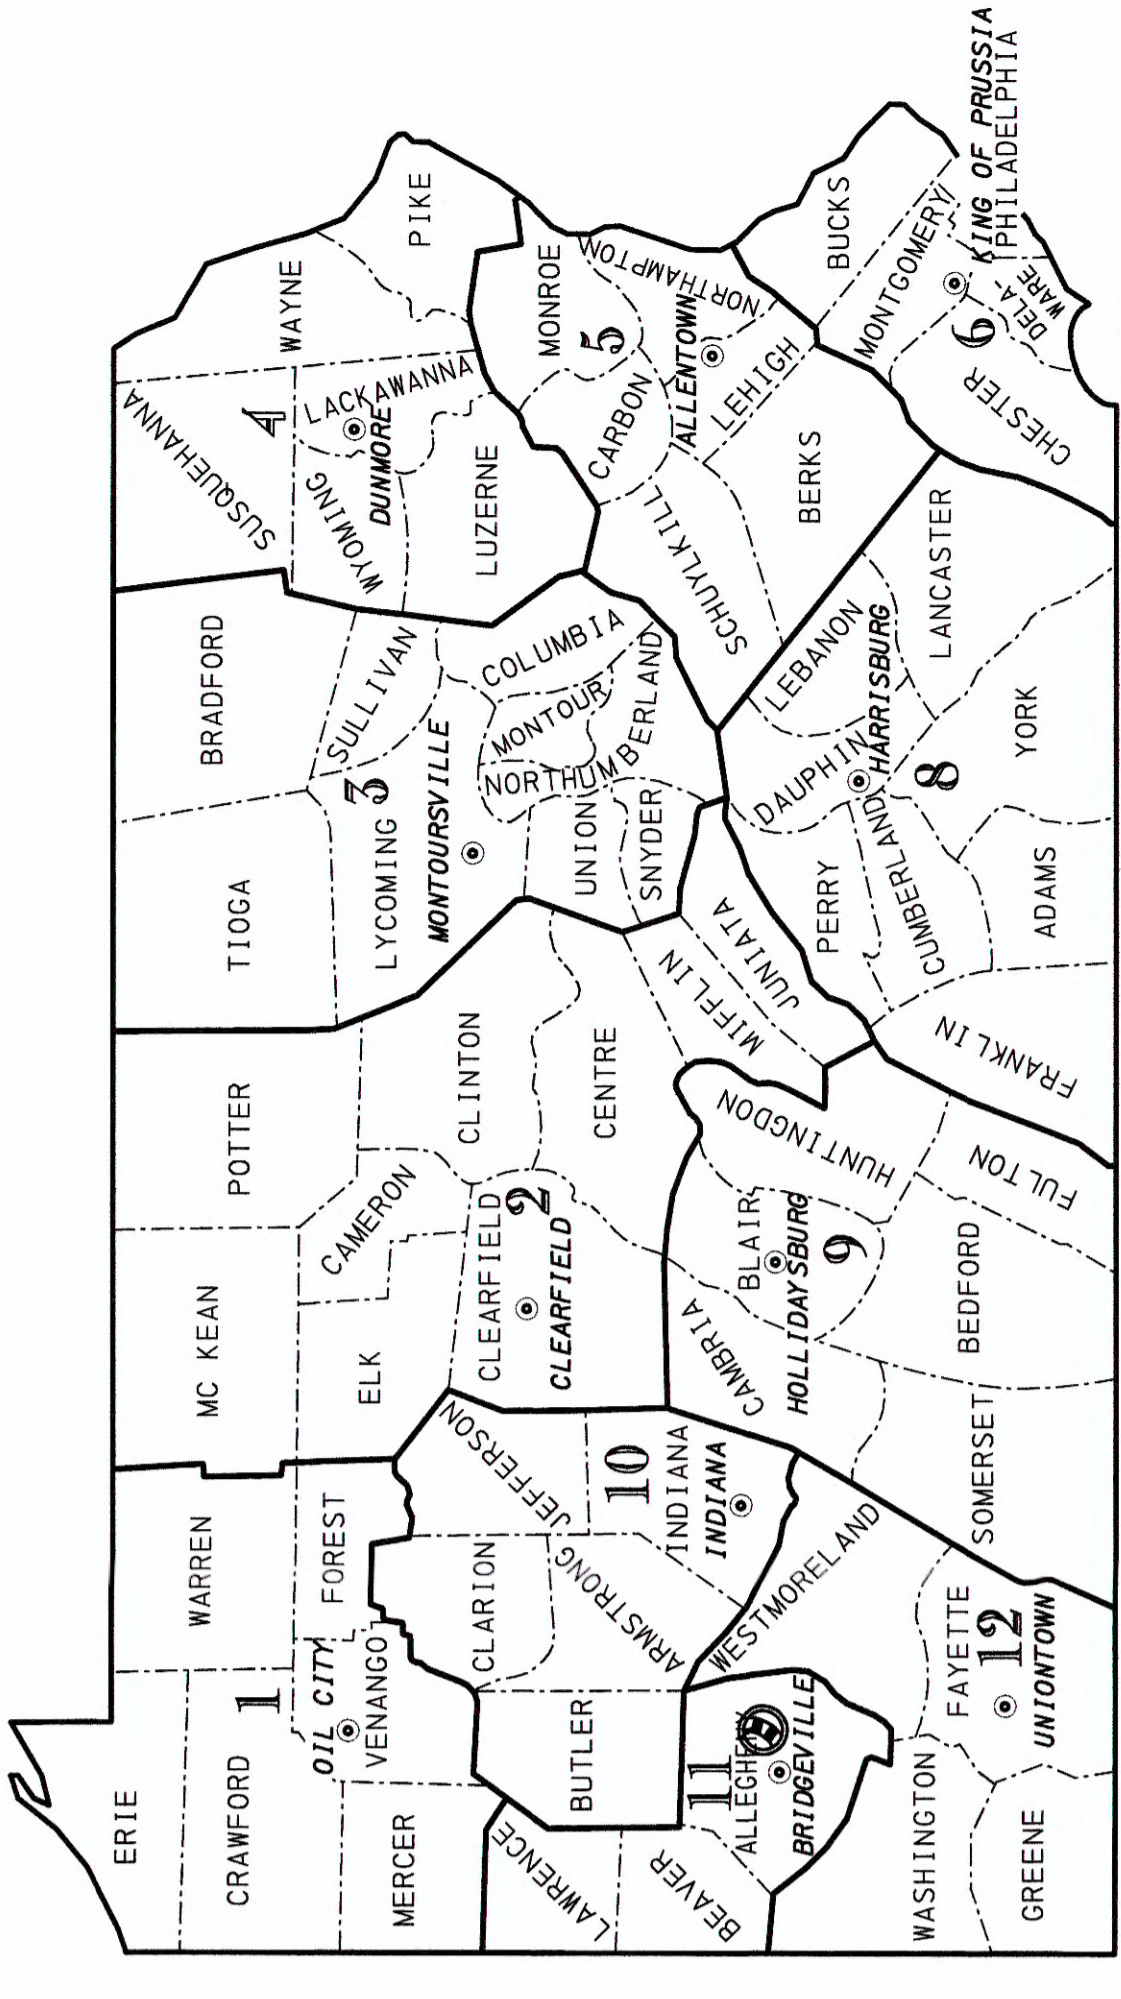 ERIE
CRAWFORD
MERCER
1
WARREN
FOREST
OIL CITY
VENANGO
MC KEAN
POTTER
ELK
CAMERON
CLINTON
CLEARFIELD
2
CLEARFIELD
CENTRE
MIFFLIN
JUNIATA
TIOGA
BRADFORD
SULLIVAN
3
LYCOMING
MONTOURSVILLE
COLUMBIA
MONTOUR
NORTHUMBERLAND
UNION
SNYDER
SUSQUEHANNA
WAYNE
4
LACKAWANNA
WYOMING
DUNMORE
PIKE
LUZERNE
MONROE
5
CARBON
NORTHAMPTON
ALLENTOWN
LEHIGH
SCHUYLKILL
BERKS
BUCKS
MONTGOMERY
KING OF PRUSSIA
PHILADELPHIA
6
DELA-
WARE
CHESTER
LEBANON
LANCASTER
DAUPHIN
HARRISBURG
8
YORK
PERRY
CUMBERLAND
ADAMS
FRANKLIN
HUNTINGDON
FULTON
BLAIR
HOLLIDAYSBURG
9
CAMBRIA
BEDFORD
SOMERSET
JEFFERSON
10
INDIANA
INDIANA
CLARION
ARMSTRONG
BUTLER
LAWRENCE
BEAVER
11
ALLEGHENY
BRIDGEVILLE
WESTMORELAND
FAYETTE
12
UNIONTOWN
WASHINGTON
GREENE